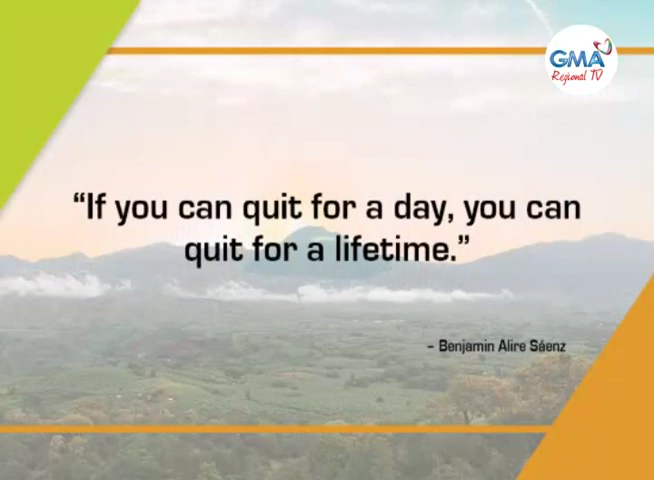 GMA
Regional TV
“If you can quit for a day, you can
quit for a lifetime.”
– Benjamin Alire Sáenz